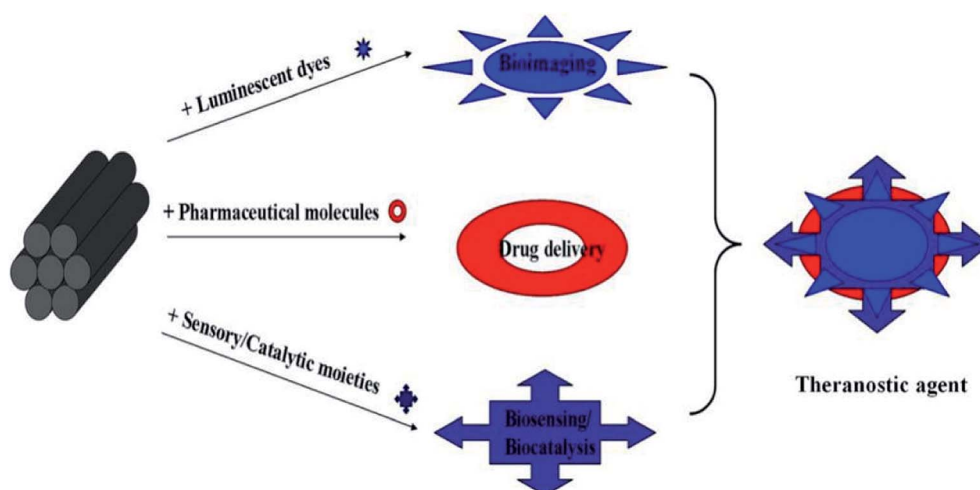 + Luminescent dyes
Bioimaging
+ Pharmaceutical molecules
Drug delivery
+ Sensory/Catalytic moieties
Biosensing/
Biocatalysis
Theranostic agent